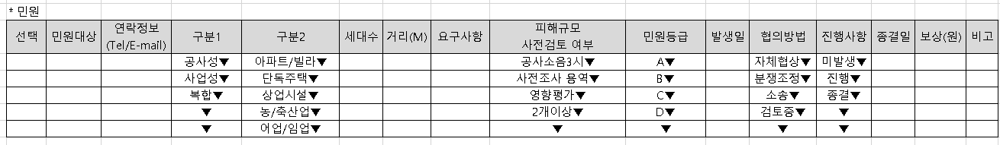 * 민원
선택 민원대상 연락정보 (Tel/E-mail) 구분1 구분2 세대수 거리(M) 요구사항 피해규모 사전검토 여부 민원등급 발생일 협의방법 진행사항 종결일 보상(원) 비고
공사성▼ 아파트/빌라▼ 공사소음3시▼ A▼ 자체협상▼ 미발생▼
사업성▼ 단독주택▼ 사전조사 용역▼ B▼ 분쟁조정▼ 진행▼
복합▼ 상업시설▼ 영향평가▼ C▼ 소송▼ 종결▼
▼ 농/축산업▼ 2개이상▼ D▼ 검토중▼ ▼
▼ 어업/임업▼ ▼ ▼ ▼ ▼